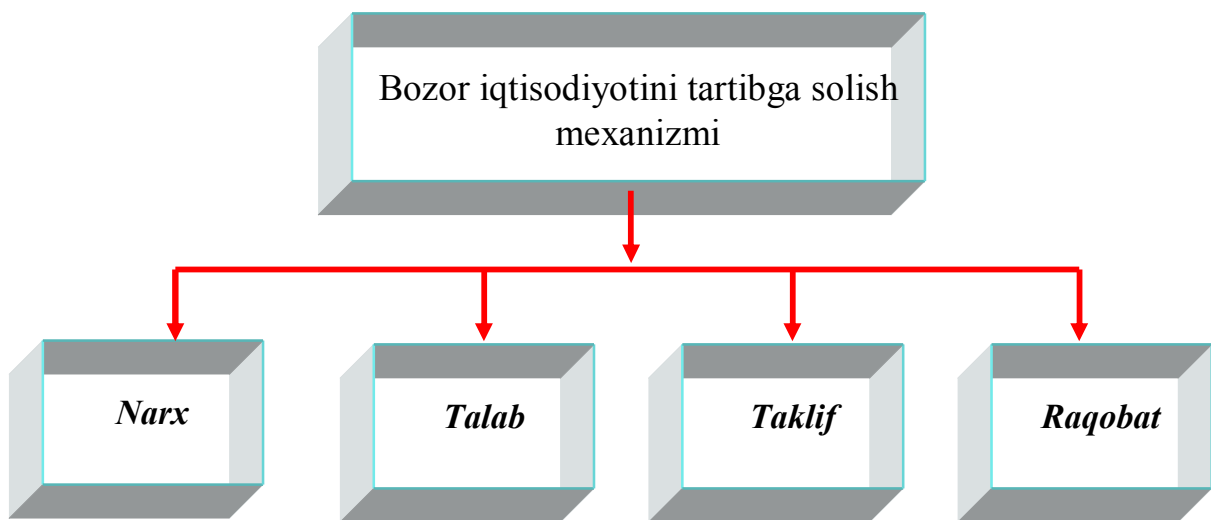 Bozor iqtisodiyotini tartibga solish
mexanizmi
Narx
Talab
Taklif
Raqobat